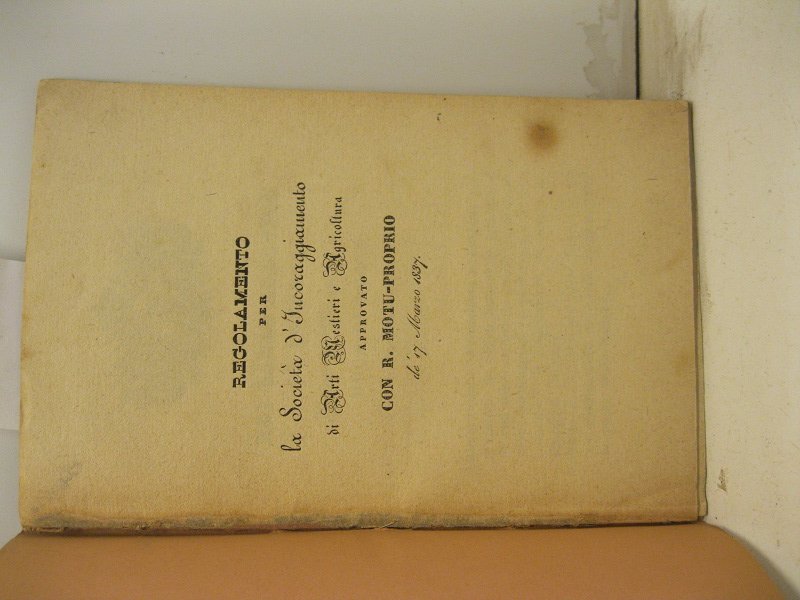 REGOLAMENTO
PER
la Società d'Incoraggiamento
di Arti Mestieri e Agricoltura
APPROVATO
CON R. MOTU-PROPRIO
de' 17 Marzo 1837.